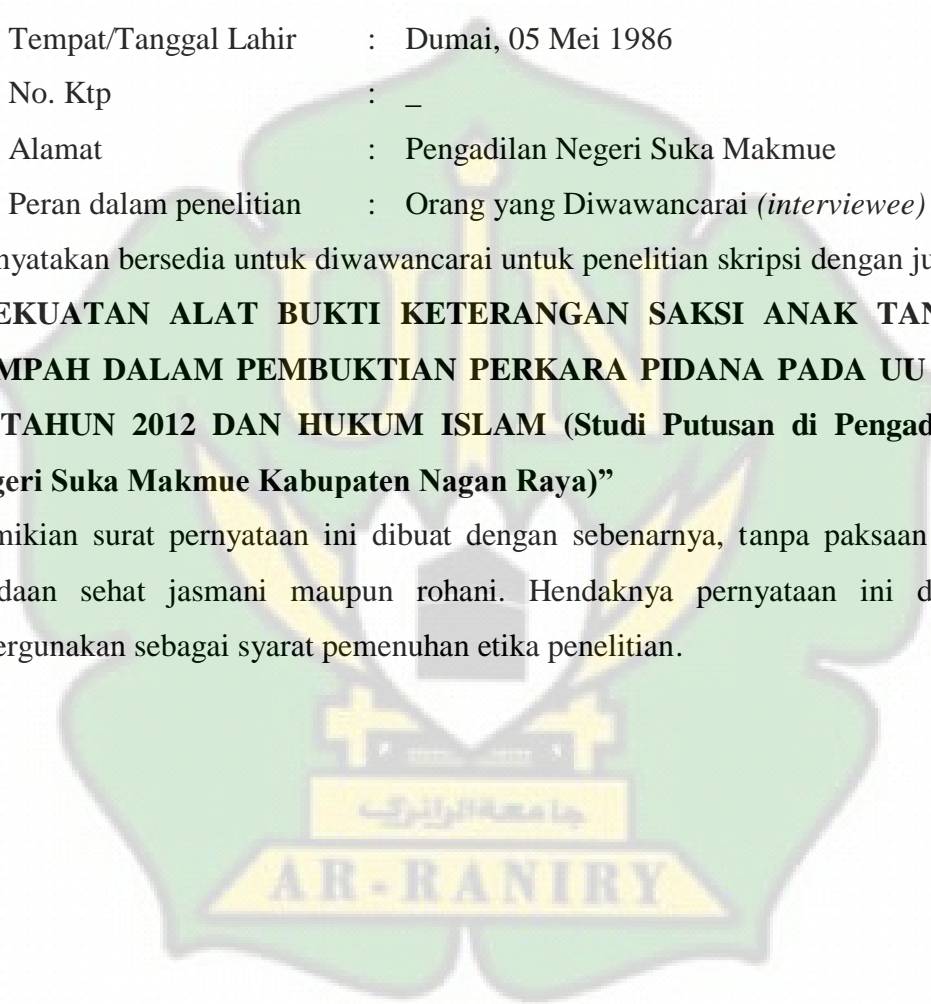 Tempat/Tanggal Lahir : Dumai, 05 Mei 1986
No. Ktp : _
Alamat : Pengadilan Negeri Suka Makmue
Peran dalam penelitian : Orang yang Diwawancarai (interviewee)
nyatakan bersedia untuk diwawancarai untuk penelitian skripsi dengan ju
EKUATAN ALAT BUKTI KETERANGAN SAKSI ANAK TAN
MPAH DALAM PEMBUKTIAN PERKARA PIDANA PADA UU
TAHUN 2012 DAN HUKUM ISLAM (Studi Putusan di Pengad
geri Suka Makmue Kabupaten Nagan Raya)”
mikian surat pernyataan ini dibuat dengan sebenarnya, tanpa paksaan
daan sehat jasmani maupun rohani. Hendaknya pernyataan ini d
ergunakan sebagai syarat pemenuhan etika penelitian.
UIN
جامعة الرانري
AR-RANIRY